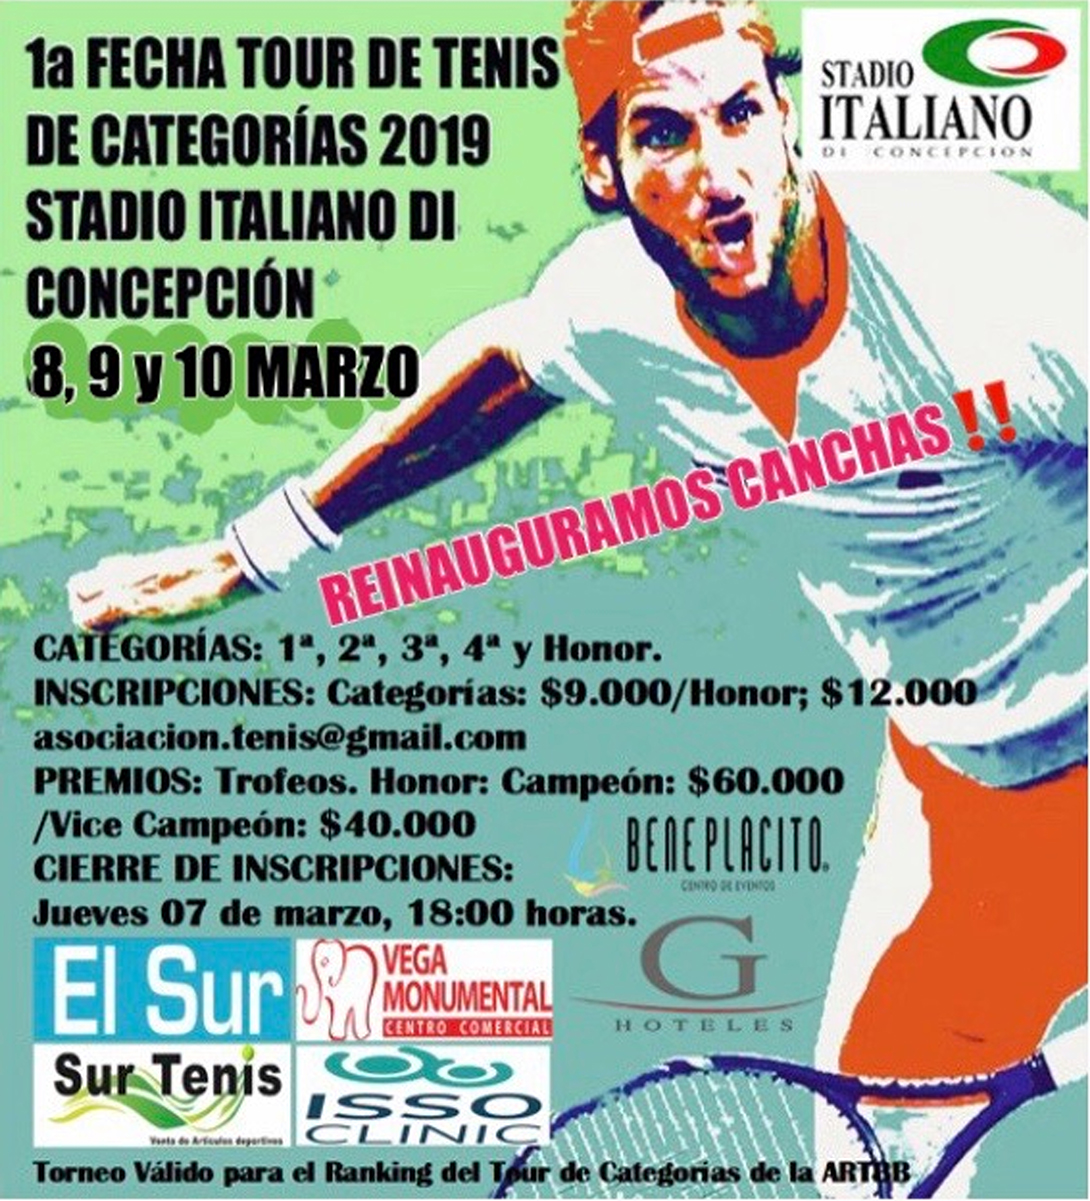 1a FECHA TOUR DE TENIS
DE CATEGORÍAS 2019
STADIO ITALIANO DI
CONCEPCIÓN
8, 9 y 10 MARZO
STADIO
ITALIANO
DI CONCEPCION
REINAUGURAMOS CANCHAS‼
CATEGORÍAS: 1ª, 2ª, 3ª, 4ª y Honor.
INSCRIPCIONES: Categorías: $9.000/Honor; $12.000
asociacion.tenis@gmail.com
PREMIOS: Trofeos. Honor: Campeón: $60.000
/Vice Campeón: $40.000
CIERRE DE INSCRIPCIONES:
Jueves 07 de marzo, 18:00 horas.
BENEPLACITO®
CENTRO DE EVENTOS
G
HOTELES
El Sur
VEGA
MONUMENTAL
CENTRO COMERCIAL
Sur Tenis
Venta de Artículos deportivos
ISSO
CLINIC
Torneo Válido para el Ranking del Tour de Categorías de la ARTBB